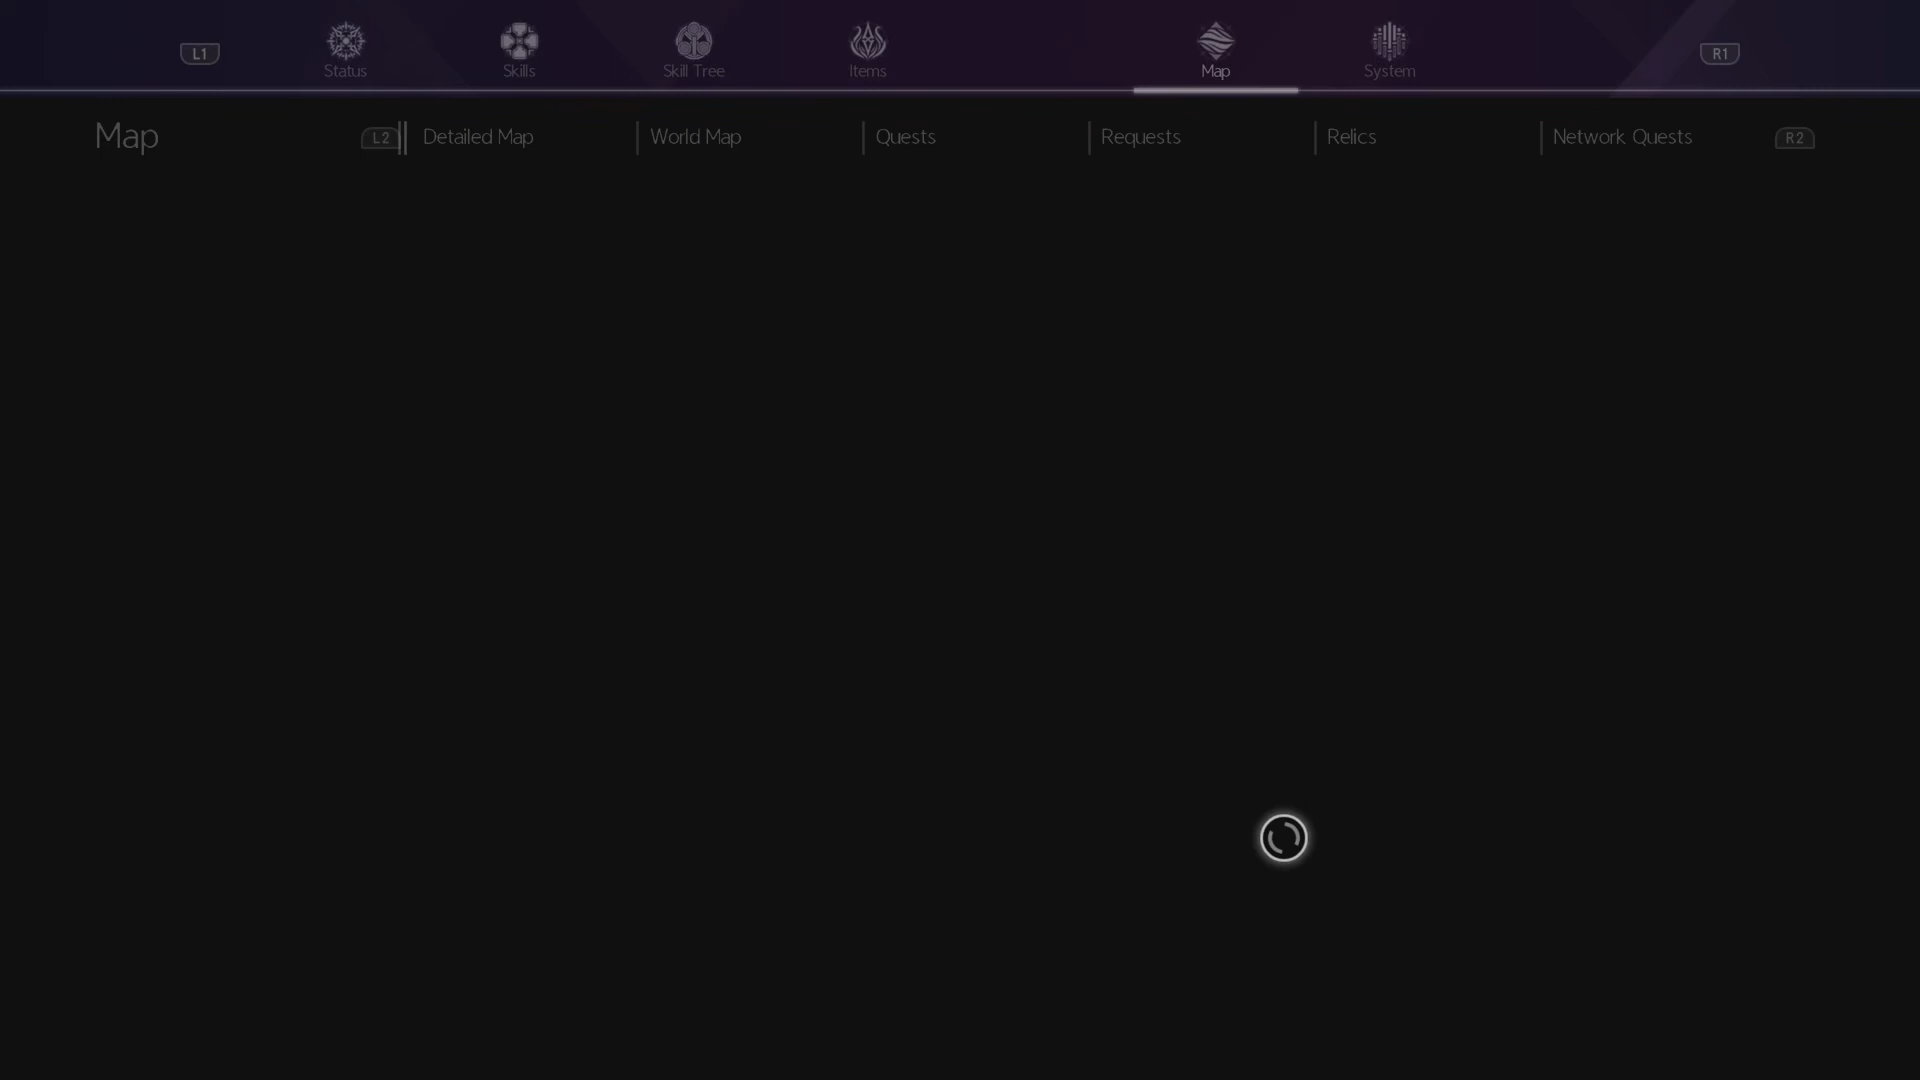 L1 Status Skills Skill Tree Items Map System R1
Map L2 Detailed Map World Map Quests Requests Relics Network Quests R2